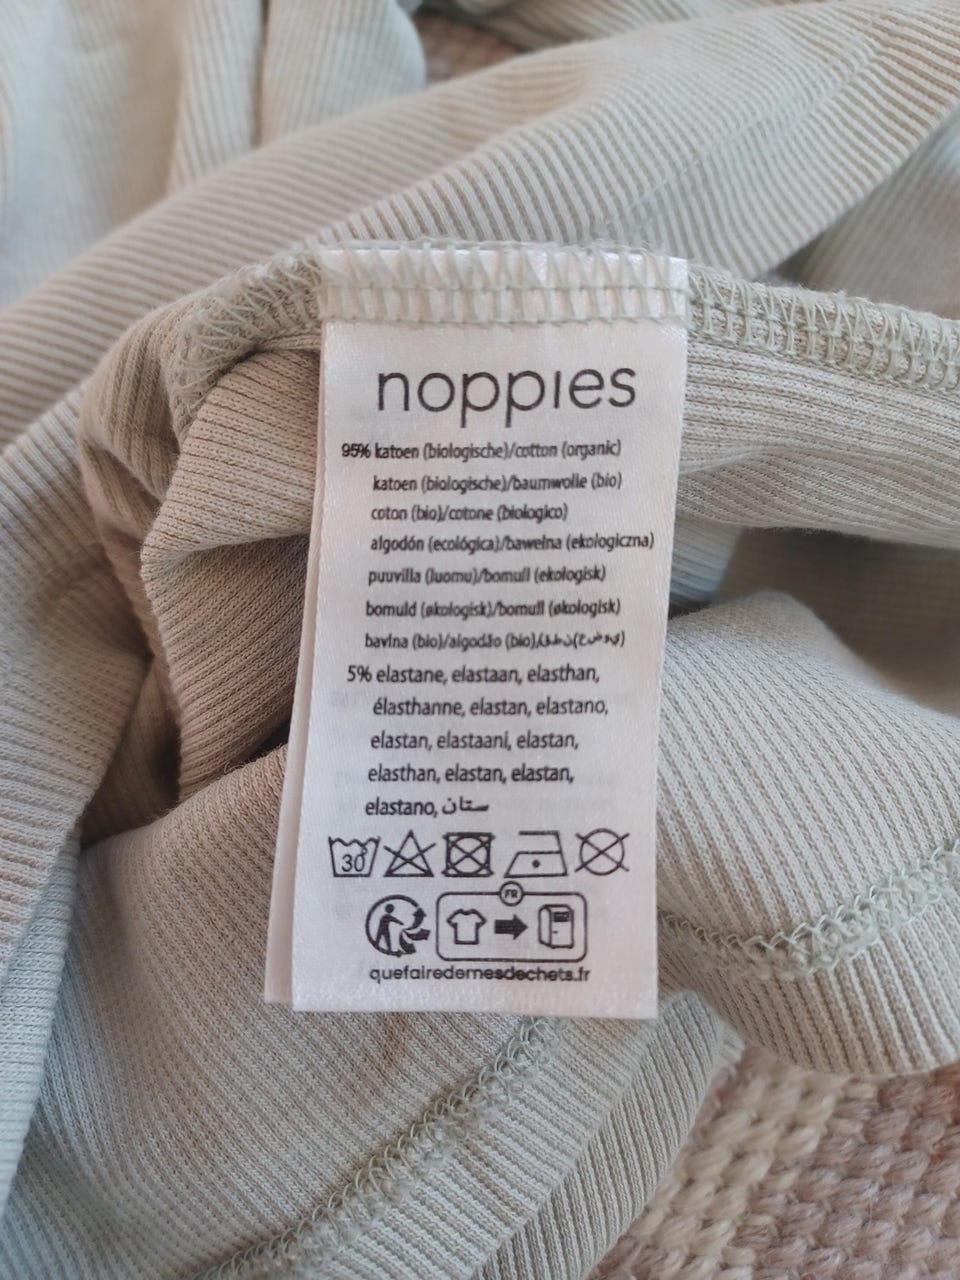 noppies
95% katoen (biologische)/cotton (organic)
katoen (biologische)/baumwolle (bio)
coton (bio)/cotone (biologico)
algodón (ecológica)/bawełna (ekologiczna)
puuvilla (luomu)/bomull (ekologisk)
bomuld (økologisk)/bomull (økologisk)
bavlna (bio)/algodão (bio),
5% elastane, elastaan, elasthan,
élasthanne, elastan, elastano,
elastan, elastaani, elastan,
elasthan, elastan, elastan,
elastano, ستان
30
FR
quefairedemesdechets.fr